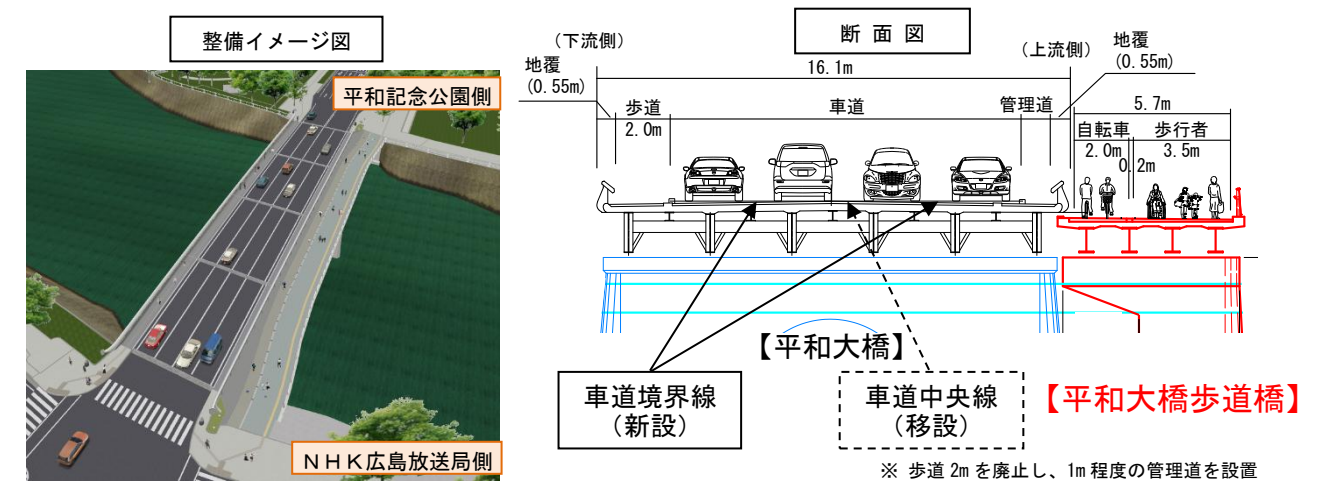 整備イメージ図
平和記念公園側
ＮＨＫ広島放送局側
断 面 図
（下流側）
（上流側）
地覆
(0.55m)
地覆
(0.55m)
16.1m
歩道
2.0m
車道
管理道
5.7m
自転車
2.0m
0.2m
歩行者
3.5m
【平和大橋】
車道境界線
（新設）
車道中央線
（移設）
【平和大橋歩道橋】
※ 歩道 2m を廃止し、1m 程度の管理道を設置